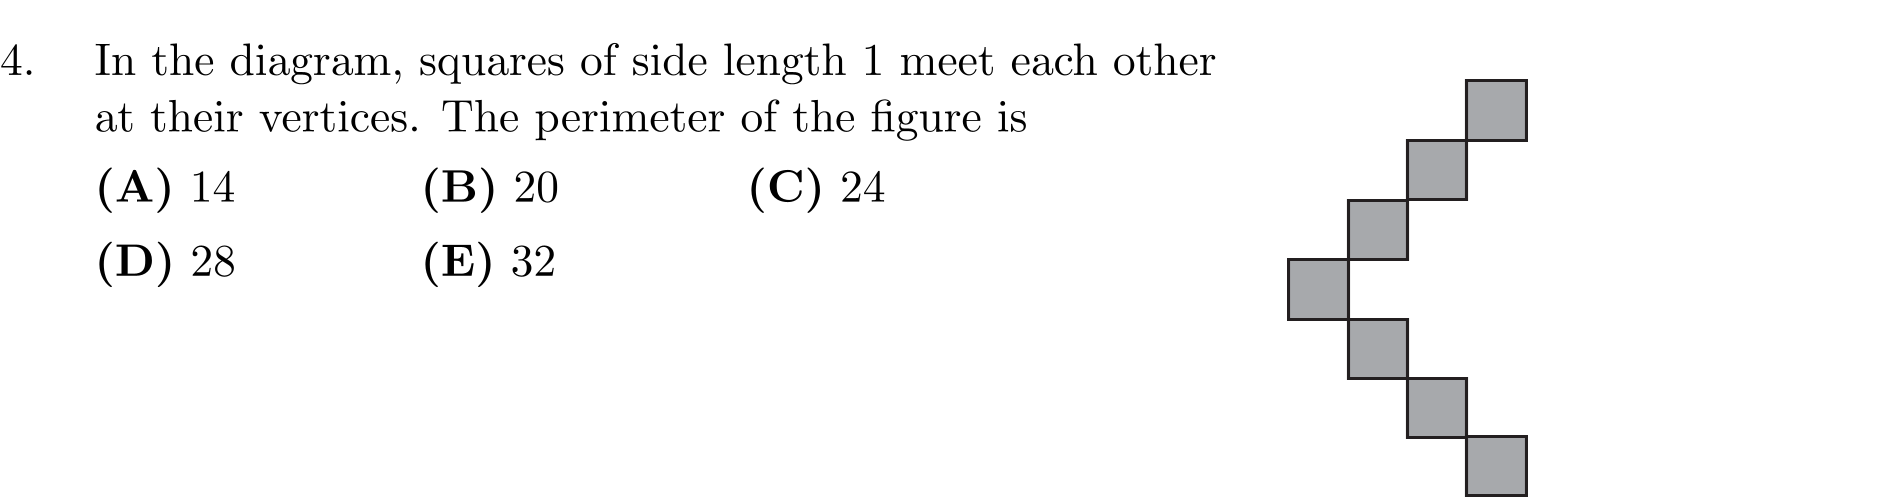 4. In the diagram, squares of side length 1 meet each other
at their vertices. The perimeter of the figure is
(A) 14 (B) 20 (C) 24
(D) 28 (E) 32